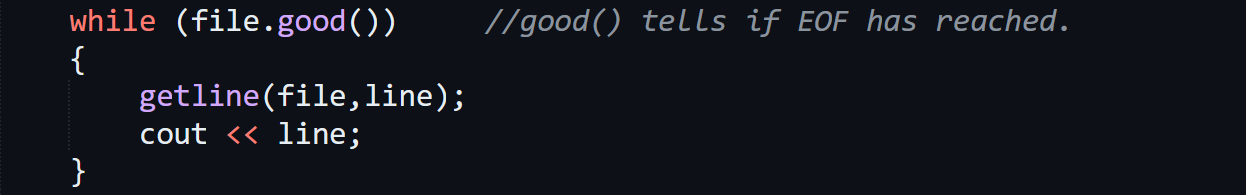 while (file.good())     //good() tells if EOF has reached.
{
    getline(file,line);
    cout << line;
}